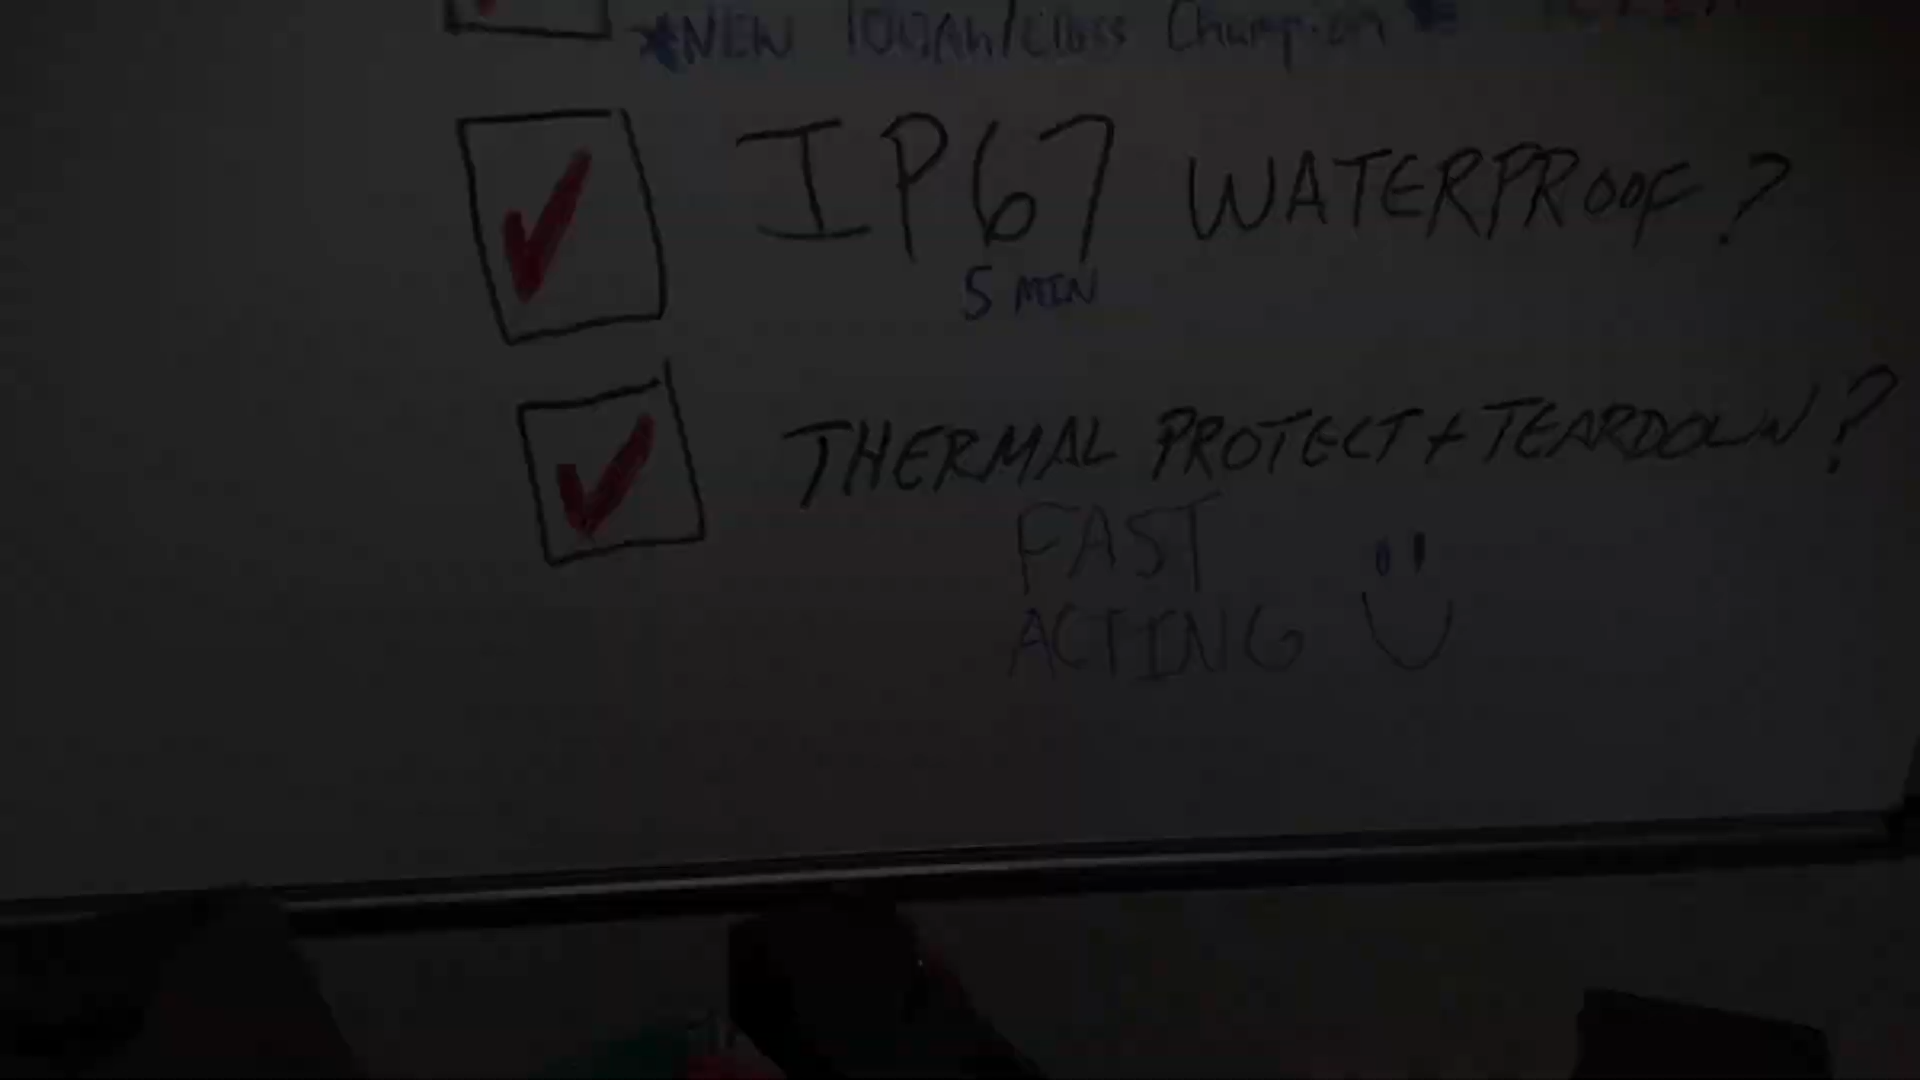 *NEW 100Ah/Class Champion*
IP67 WATERPROOF?
5 MIN
THERMAL PROTECT + TEARDOWN?
FAST
ACTING